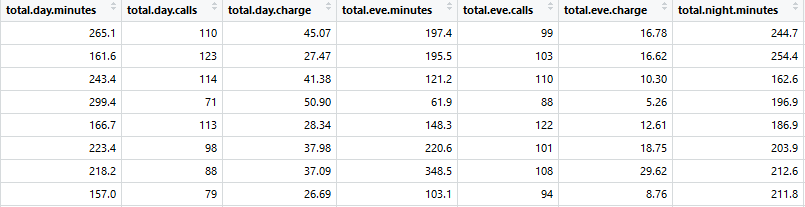 total.day.minutes total.day.calls total.day.charge total.eve.minutes total.eve.calls total.eve.charge total.night.minutes
265.1 110 45.07 197.4 99 16.78 244.7
161.6 123 27.47 195.5 103 16.62 254.4
243.4 114 41.38 121.2 110 10.30 162.6
299.4 71 50.90 61.9 88 5.26 196.9
166.7 113 28.34 148.3 122 12.61 186.9
223.4 98 37.98 220.6 101 18.75 203.9
218.2 88 37.09 348.5 108 29.62 212.6
157.0 79 26.69 103.1 94 8.76 211.8